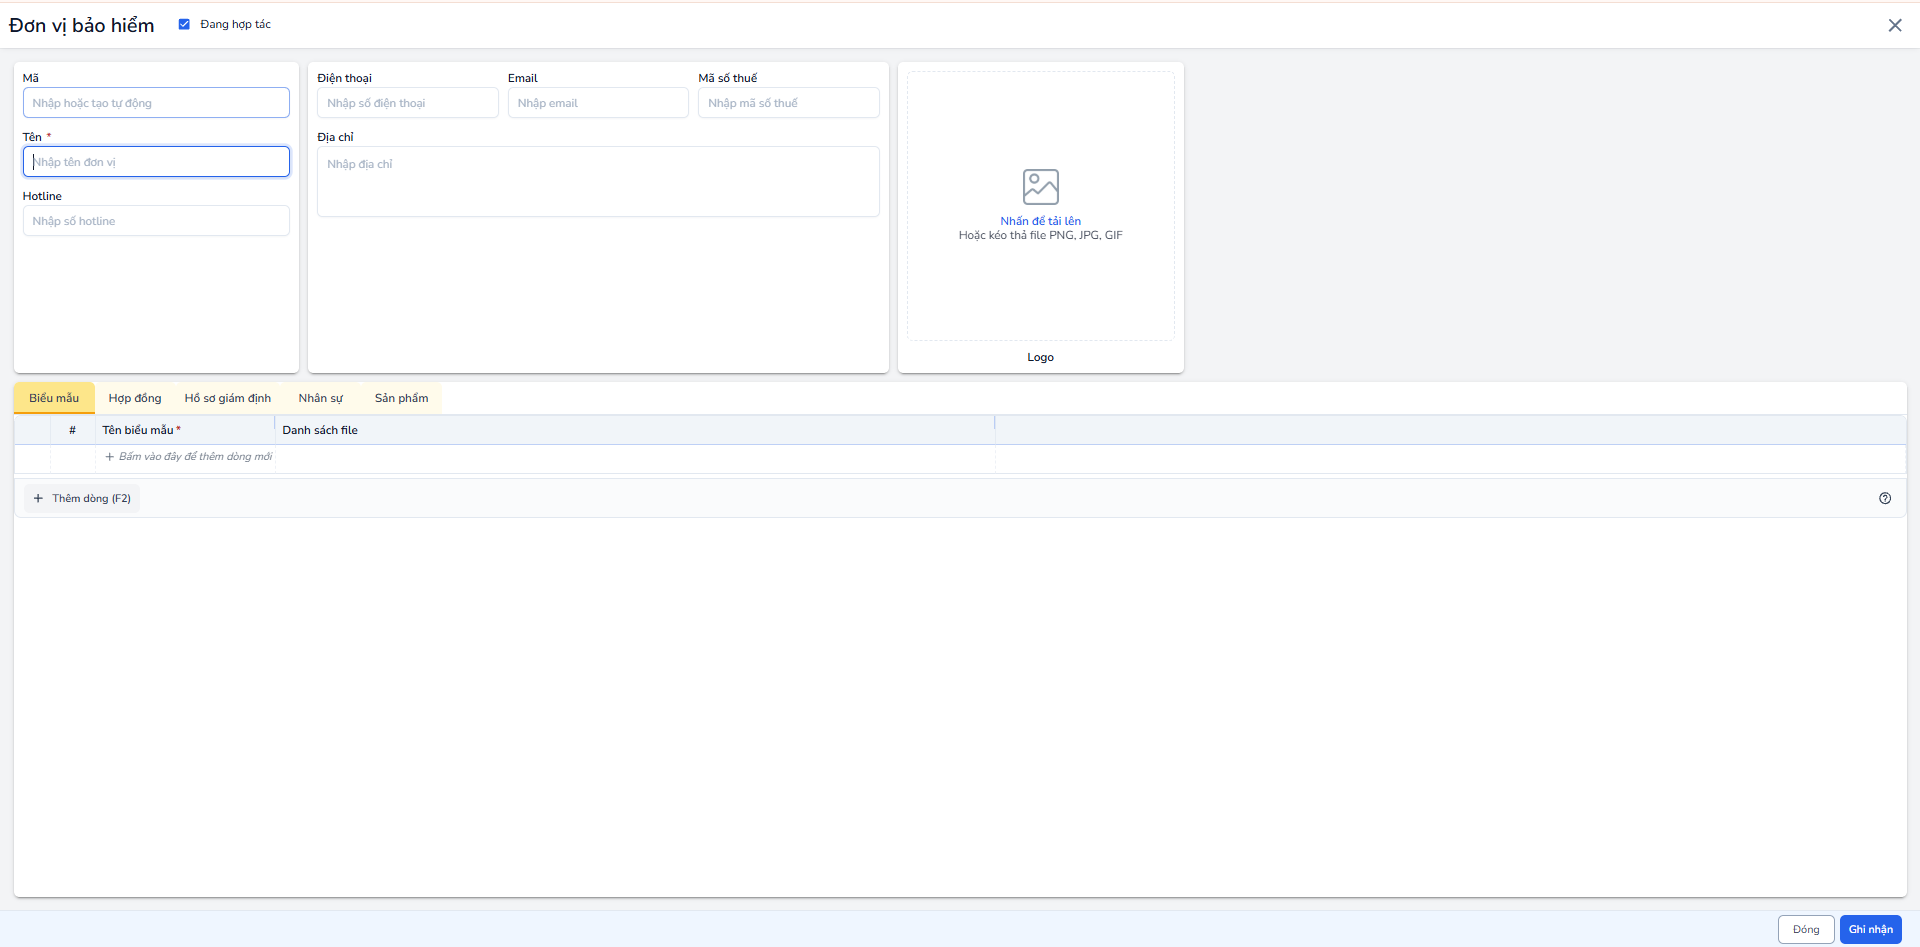 Đơn vị bảo hiểm
Đang hợp tác
Mã
Nhập hoặc tạo tự động
Tên *
Nhập tên đơn vị
Hotline
Nhập số hotline
Điện thoại Email Mã số thuế
Nhập số điện thoại Nhập email Nhập mã số thuế
Địa chỉ
Nhập địa chỉ
Nhấn để tải lên
Hoặc kéo thả file PNG, JPG, GIF
Logo
Biểu mẫu Hợp đồng Hồ sơ giám định Nhân sự Sản phẩm
# Tên biểu mẫu * Danh sách file
+ Bấm vào đây để thêm dòng mới
+ Thêm dòng (F2)
Đóng Ghi nhận